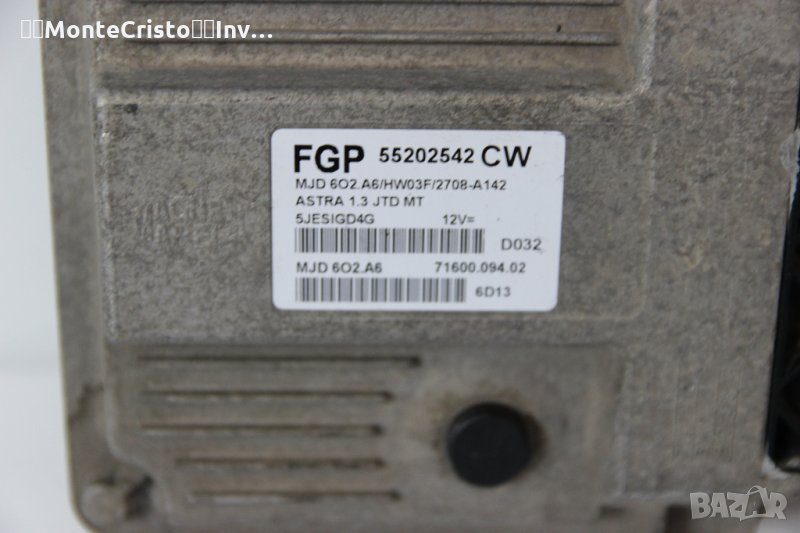 MonteCristo Inv...
FGP 55202542 CW
MJD 6O2.A6/HW03F/2708-A142
ASTRA 1.3 JTD MT
5JESIGD4G 12V=
D032
MJD 6O2.A6 71600.094.02
6D13
BAZAR